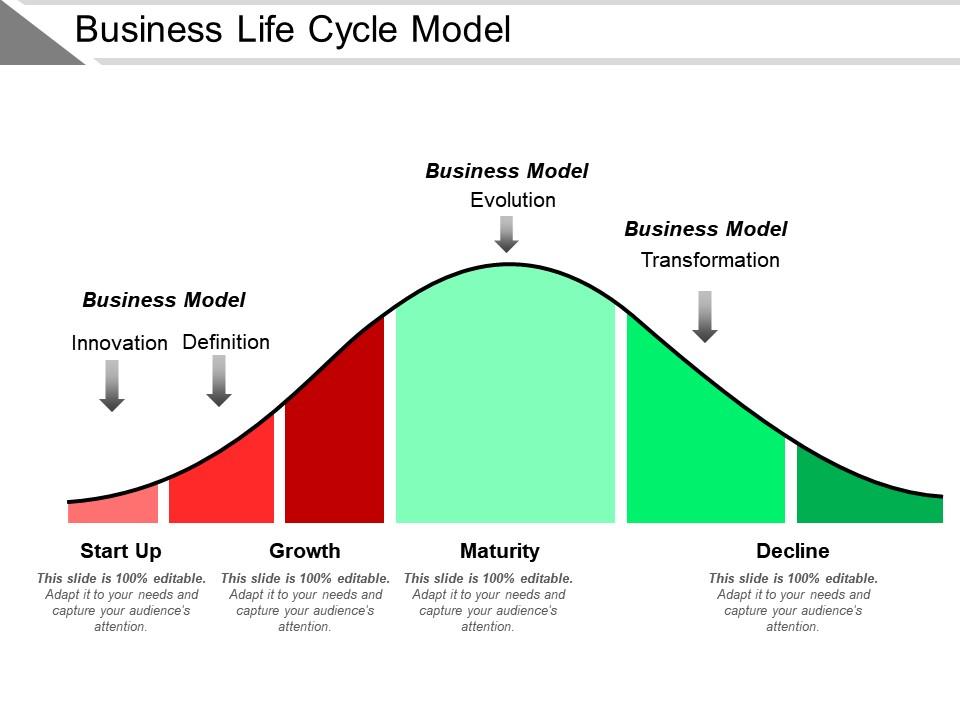 Business Life Cycle Model
Business Model
Evolution
Business Model
Transformation
Business Model
Innovation Definition
Start Up
This slide is 100% editable.
Adapt it to your needs and
capture your audience's
attention.
Growth
This slide is 100% editable.
Adapt it to your needs and
capture your audience's
attention.
Maturity
This slide is 100% editable.
Adapt it to your needs and
capture your audience's
attention.
Decline
This slide is 100% editable.
Adapt it to your needs and
capture your audience's
attention.